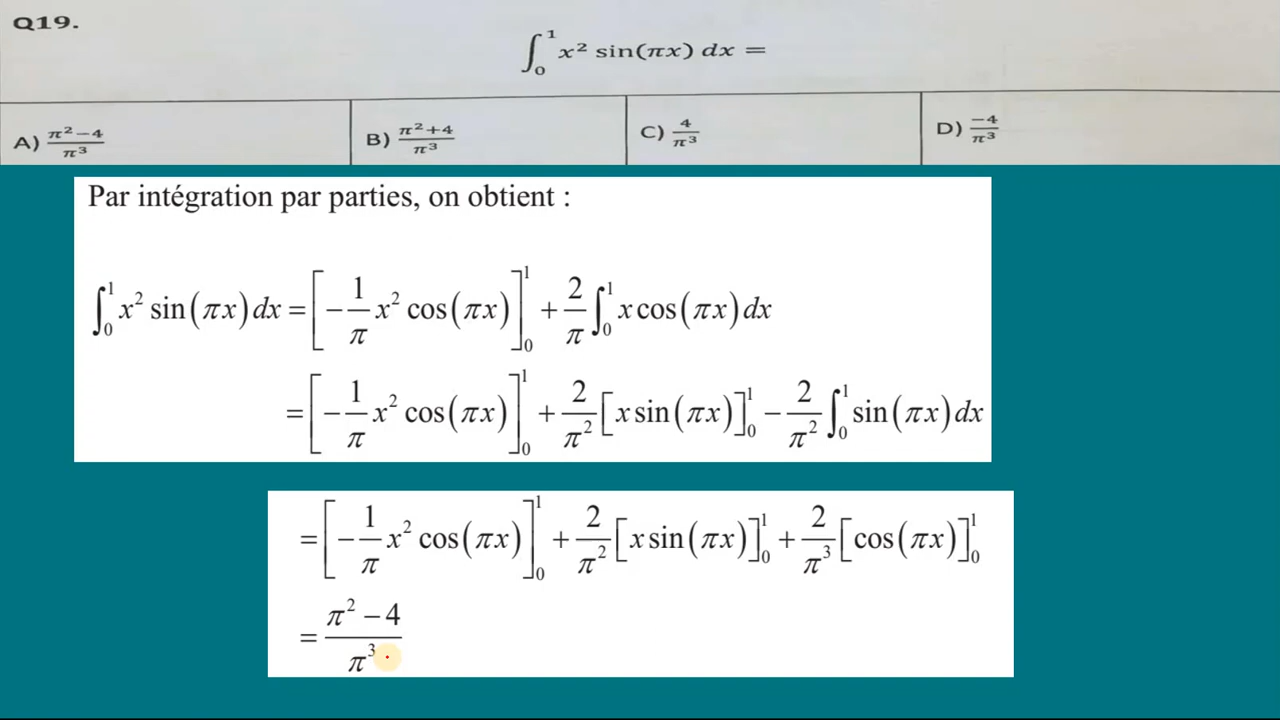 Q19.
∫₀¹ x² sin(πx) dx =
A) (π²−4)/π³ B) (π²+4)/π³ C) 4/π³ D) −4/π³
Par intégration par parties, on obtient :
∫₀¹ x² sin(πx)dx = [−(1/π) x² cos(πx)]₀¹ + (2/π) ∫₀¹ x cos(πx)dx
= [−(1/π) x² cos(πx)]₀¹ + (2/π²) [x sin(πx)]₀¹ − (2/π²) ∫₀¹ sin(πx)dx
= [−(1/π) x² cos(πx)]₀¹ + (2/π²) [x sin(πx)]₀¹ + (2/π³) [cos(πx)]₀¹
= (π² − 4)/π³